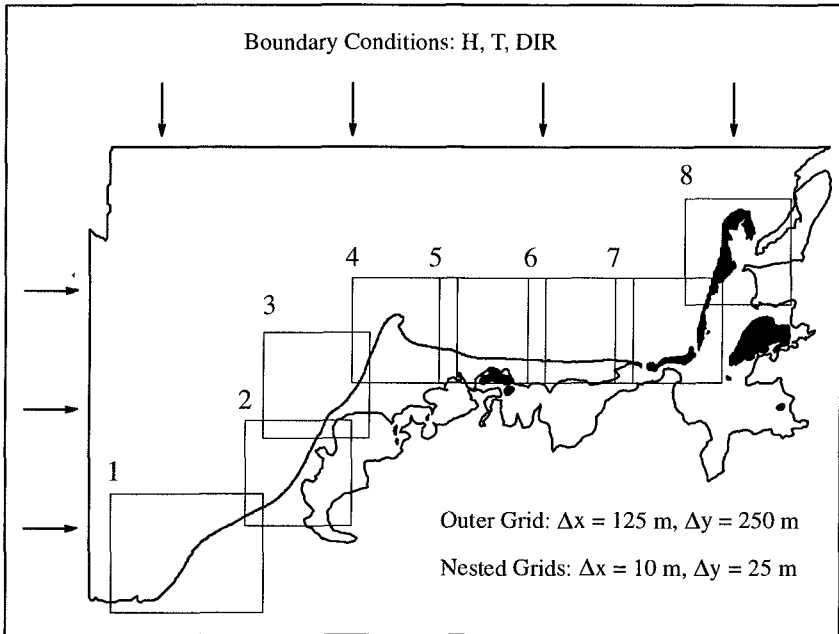 Boundary Conditions: H, T, DIR
8
4
5
6
7
3
2
1
Outer Grid: Δx = 125 m, Δy = 250 m
Nested Grids: Δx = 10 m, Δy = 25 m